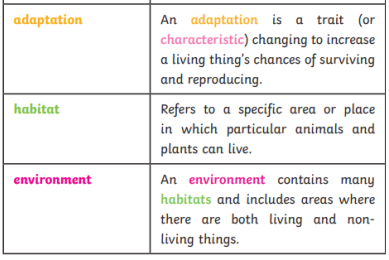 adaptation
An adaptation is a trait (or
characteristic) changing to increase
a living thing's chances of surviving
and reproducing.
habitat
Refers to a specific area or place
in which particular animals and
plants can live.
environment
An environment contains many
habitats and includes areas where
there are both living and non-
living things.